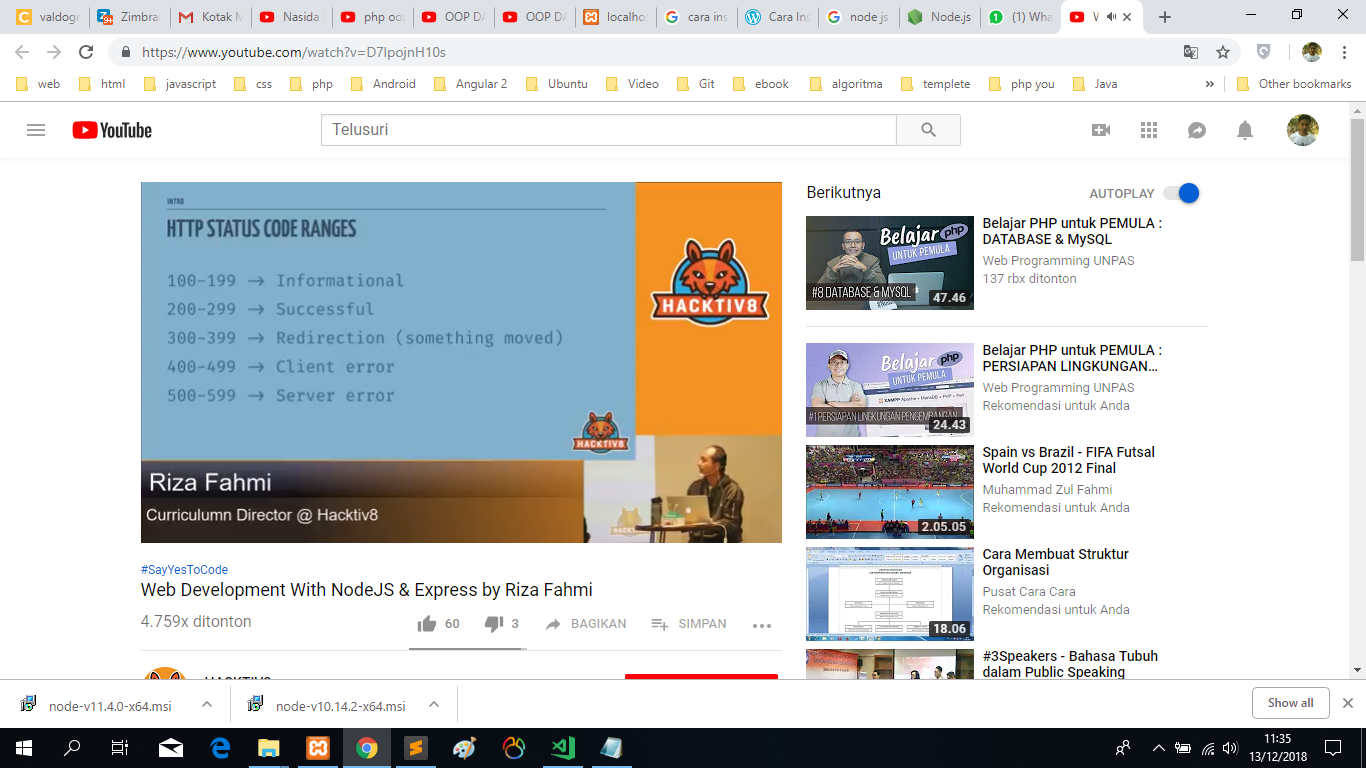 valdogr
Zimbra:
Kotak M
Nasida
php oop
OOP DA
OOP DA
localhos
cara ins
Cara Ins
node js
Node.js
(1) Wha
https://www.youtube.com/watch?v=D7IpojnH10s
web
html
javascript
css
php
Android
Angular 2
Ubuntu
Video
Git
ebook
algoritma
templete
php you
Java
»
Other bookmarks
YouTube
Telusuri
INTRO
HTTP STATUS CODE RANGES
100-199 → Informational
200-299 → Successful
300-399 → Redirection (something moved)
400-499 → Client error
500-599 → Server error
HACKTIV8
HACKTIV8
Riza Fahmi
Curriculumn Director @ Hacktiv8
#SayYesToCode
Web Development With NodeJS & Express by Riza Fahmi
4.759x ditonton
60
3
BAGIKAN
SIMPAN
HACKTIV8
Berikutnya
AUTOPLAY
Belajar php
UNTUK PEMULA
#8 DATABASE & MYSQL
47.46
Belajar PHP untuk PEMULA :
DATABASE & MySQL
Web Programming UNPAS
137 rbx ditonton
Belajar php
UNTUK PEMULA
#1 PERSIAPAN LINGKUNGAN PENGEMBANGAN
24.43
Belajar PHP untuk PEMULA :
PERSIAPAN LINGKUNGAN…
Web Programming UNPAS
Rekomendasi untuk Anda
2.05.05
Spain vs Brazil - FIFA Futsal
World Cup 2012 Final
Muhammad Zul Fahmi
Rekomendasi untuk Anda
18.06
Cara Membuat Struktur
Organisasi
Pusat Cara Cara
Rekomendasi untuk Anda
#3Speakers - Bahasa Tubuh
dalam Public Speaking
node-v11.4.0-x64.msi
node-v10.14.2-x64.msi
Show all
11:35
13/12/2018